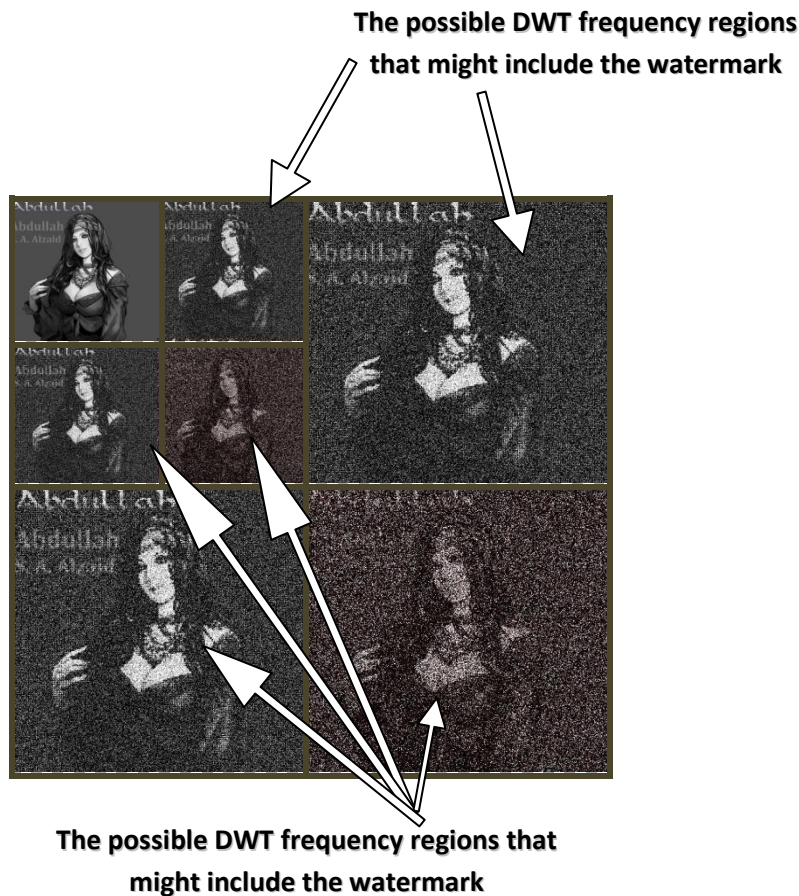 The possible DWT frequency regions
that might include the watermark
Abdullah
Abdullah
S. A. Alzaid
Abdullah
Abdullah
S. A. Alzaid
Abdullah
Abdullah
S. A. Alzaid
Abdullah
Abdullah
S. A. Alzaid
Abdullah
Abdullah
S. A. Alzaid
The possible DWT frequency regions that
might include the watermark